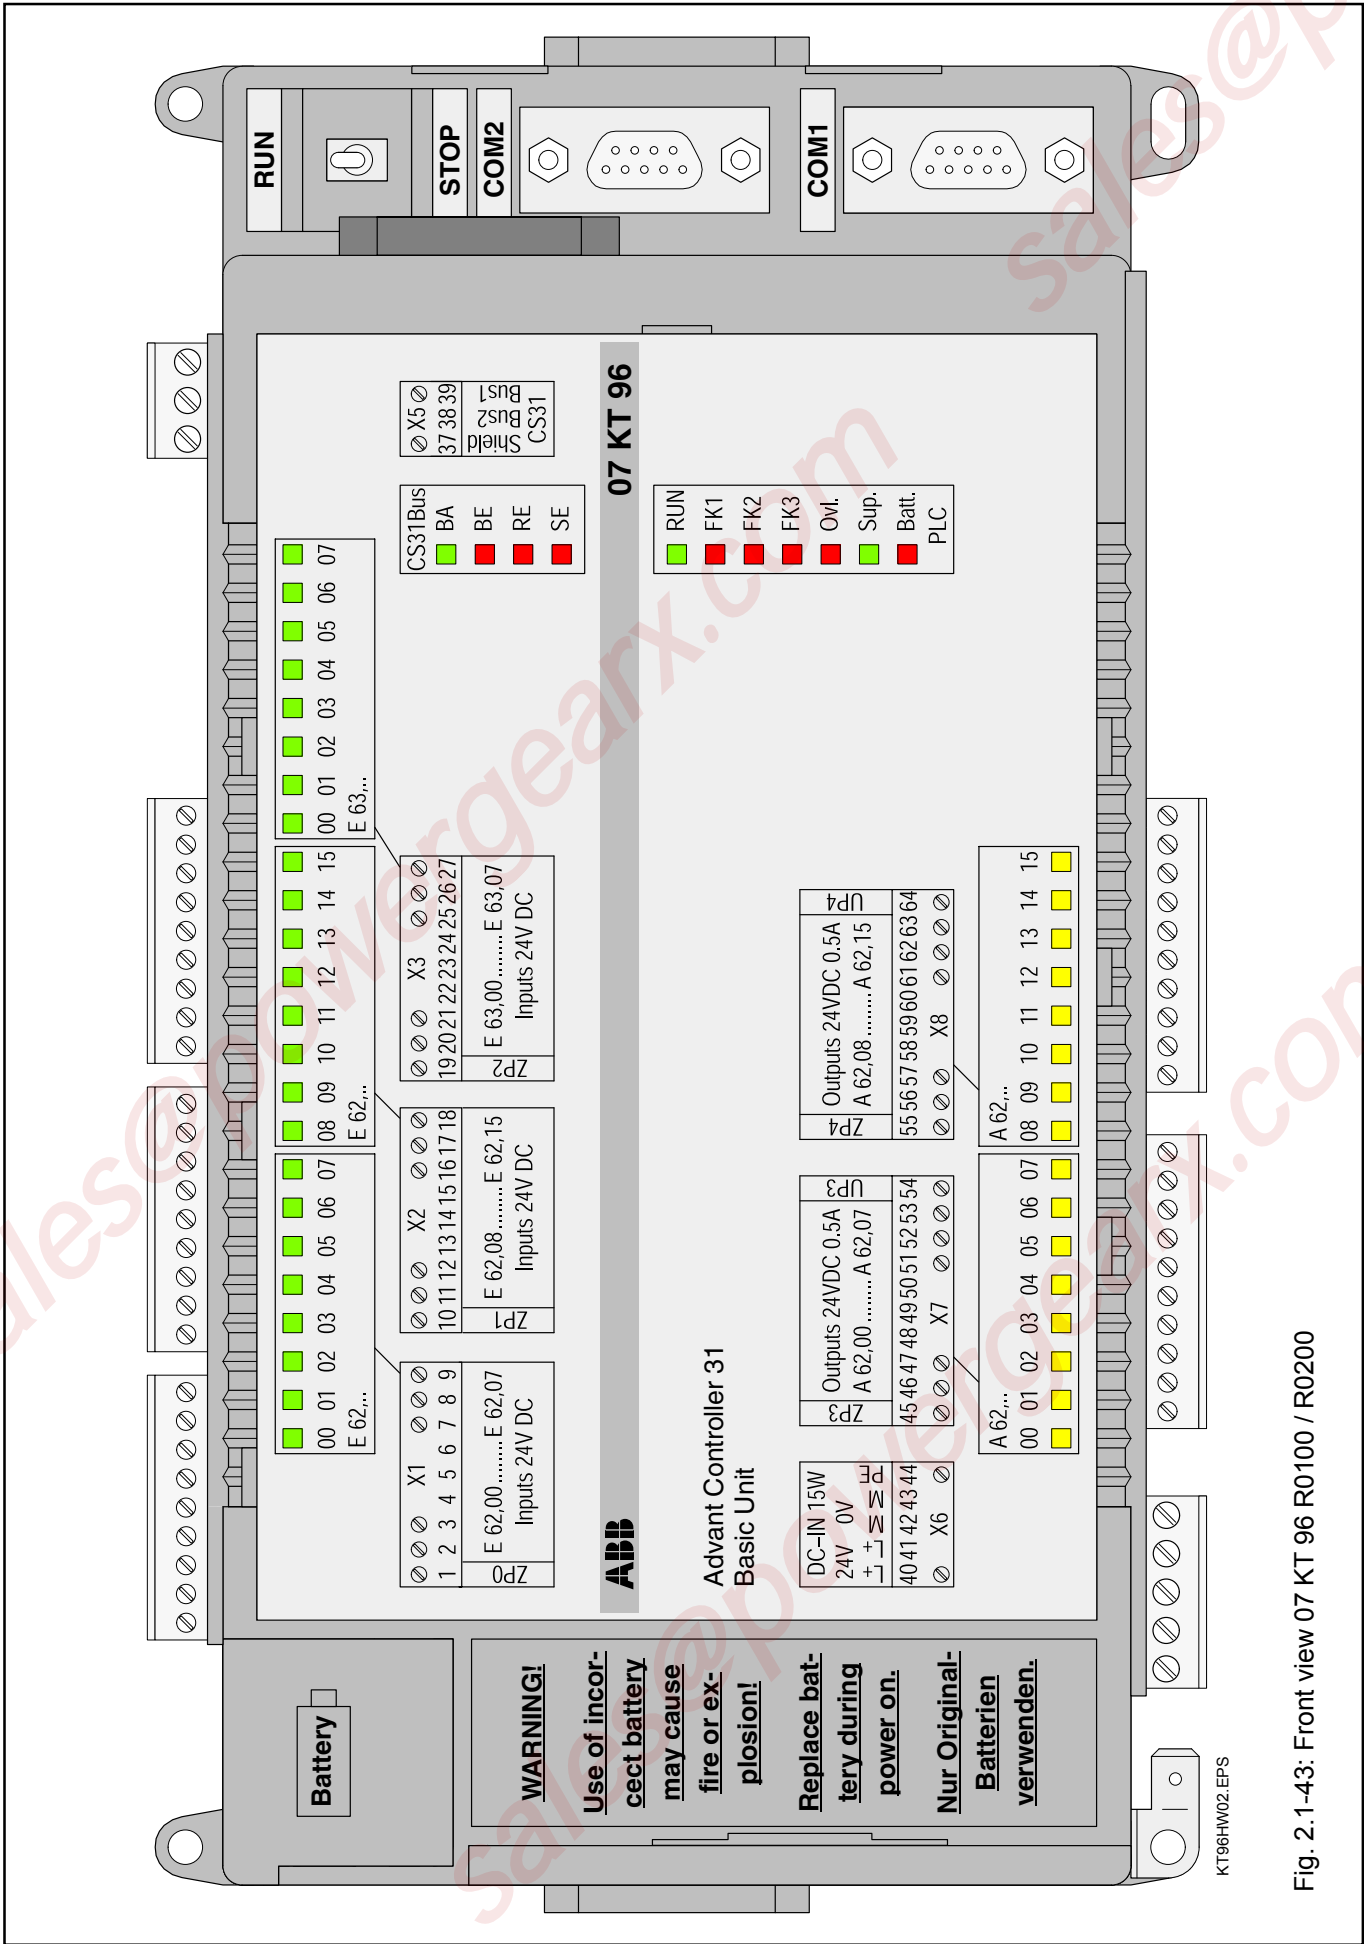 Battery
WARNING!
Use of incor-
cect battery
may cause
fire or ex-
plosion!
Replace bat-
tery during
power on.
Nur Original-
Batterien
verwenden.
00 01 02 03 04 05 06 07
E 62,..
08 09 10 11 12 13 14 15
E 62,..
00 01 02 03 04 05 06 07
E 63,..
X1
1 2 3 4 5 6 7 8 9
ZP0
E 62,00.........E 62,07
Inputs 24V DC
X2
10 11 12 13 14 15 16 17 18
ZP1
E 62,08.........E 62,15
Inputs 24V DC
X3
19 20 21 22 23 24 25 26 27
ZP2
E 63,00.........E 63,07
Inputs 24V DC
CS31Bus
BA
BE
RE
SE
X5
37 38 39
Shield
Bus2
Bus1
CS31
ABB
07 KT 96
RUN
FK1
FK2
FK3
Ovl.
Sup.
Batt.
PLC
Advant Controller 31
Basic Unit
DC–IN 15W
24V 0V
L+ L+ M M PE
40 41 42 43 44
X6
ZP3
Outputs 24VDC 0.5A
A 62,00.........A 62,07
UP3
45 46 47 48 49 50 51 52 53 54
X7
ZP4
Outputs 24VDC 0.5A
A 62,08.........A 62,15
UP4
55 56 57 58 59 60 61 62 63 64
X8
A 62,..
00 01 02 03 04 05 06 07
A 62,..
08 09 10 11 12 13 14 15
RUN
STOP
COM2
COM1
KT96HW02.EPS
Fig. 2.1-43: Front view 07 KT 96 R0100 / R0200
sales@powergearx.com
sales@powergearx.com
sales@p